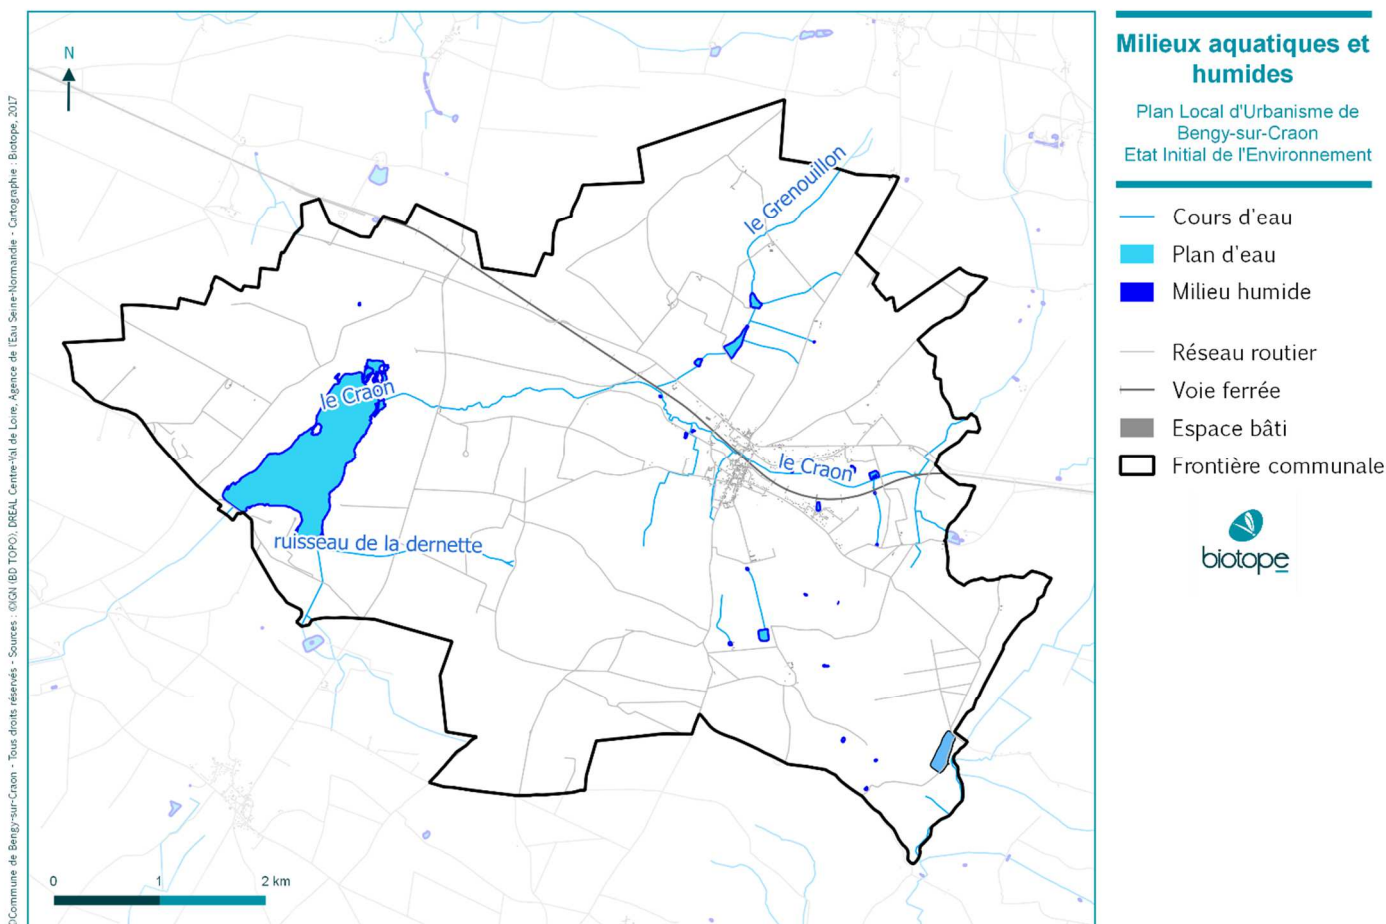 Milieux aquatiques et
humides
Plan Local d'Urbanisme de
Bengy-sur-Craon
Etat Initial de l'Environnement
Cours d'eau
Plan d'eau
Milieu humide
Réseau routier
Voie ferrée
Espace bâti
Frontière communale
biotope
N
le Grenouillon
le Craon
le Craon
ruisseau de la dernette
0 1 2 km
©Commune de Bengy-sur-Craon - Tous droits réservés - Sources : ©IGN (BD TOPO), DREAL Centre-Val de Loire, Agence de l'Eau Seine-Normandie - Cartographie : Biotope, 2017